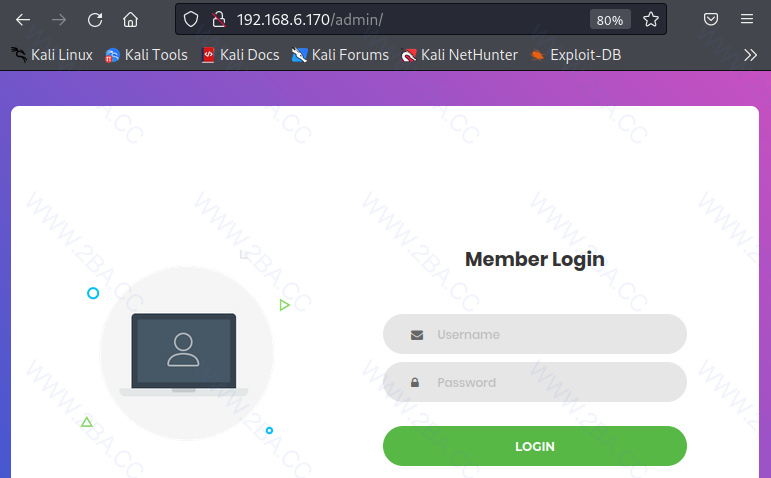 192.168.6.170/admin/
80%
Kali Linux Kali Tools Kali Docs Kali Forums Kali NetHunter Exploit-DB
WWW.2BA.CC
Member Login
Username
Password
LOGIN